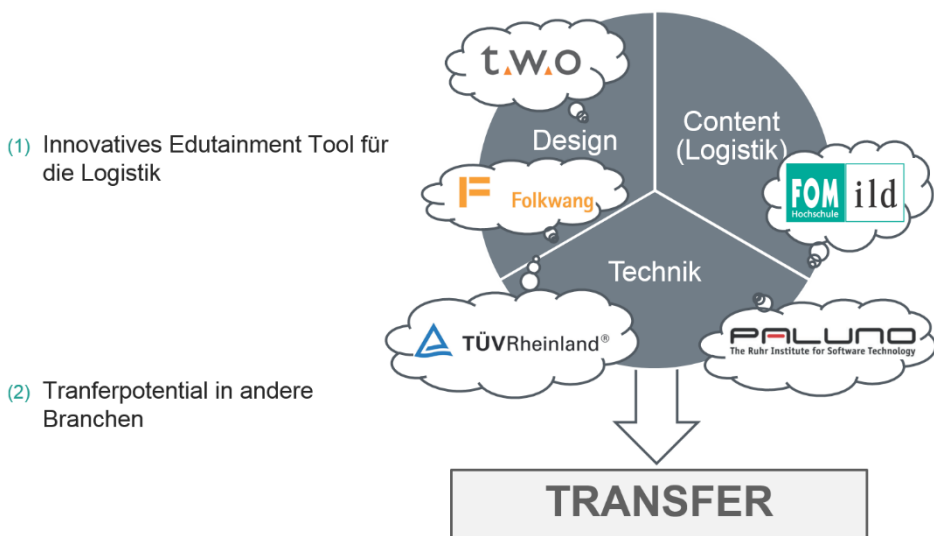 (1) Innovatives Edutainment Tool für
die Logistik
(2) Tranferpotential in andere
Branchen
t.w.o
Design
Content
(Logistik)
F
Folkwang
FOM
Hochschule
ild
Technik
TÜVRheinland®
PALUNO
The Ruhr Institute for Software Technology
TRANSFER